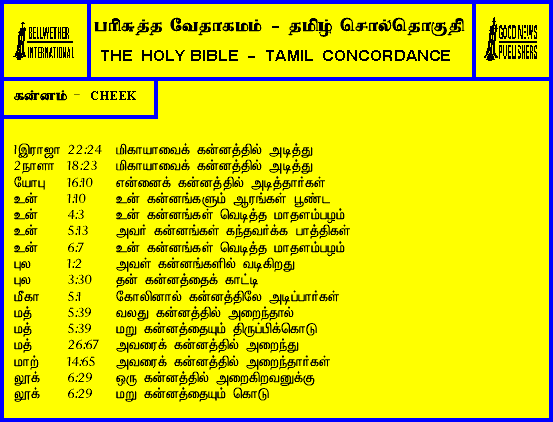 BELLWETHER
INTERNATIONAL
பரிசுத்த வேதாகமம் - தமிழ் சொல்தொகுதி
THE HOLY BIBLE - TAMIL CONCORDANCE
GOOD NEWS
PUBLISHERS
கன்னம் - CHEEK
1இராஜா 22:24 மிகாயாவைக் கன்னத்தில் அடித்து
2நாளா 18:23 மிகாயாவைக் கன்னத்தில் அடித்து
யோபு 16:10 என்னைக் கன்னத்தில் அடித்தார்கள்
உன் 1:10 உன் கன்னங்களும் ஆரங்கள் பூண்ட
உன் 4:3 உன் கன்னங்கள் வெடித்த மாதளம்பழம்
உன் 5:13 அவர் கன்னங்கள் கந்தவர்க்க பாத்திகள்
உன் 6:7 உன் கன்னங்கள் வெடித்த மாதளம்பழம்
புல 1:2 அவள் கன்னங்களில் வடிகிறது
புல 3:30 தன் கன்னத்தைக் காட்டி
மீகா 5:1 கோலினால் கன்னத்திலே அடிப்பார்கள்
மத் 5:39 வலது கன்னத்தில் அறைந்தால்
மத் 5:39 மறு கன்னத்தையும் திருப்பிக்கொடு
மத் 26:67 அவரைக் கன்னத்தில் அறைந்து
மாற் 14:65 அவரைக் கன்னத்தில் அறைந்தார்கள்
லூக் 6:29 ஒரு கன்னத்தில் அறைகிறவனுக்கு
லூக் 6:29 மறு கன்னத்தையும் கொடு